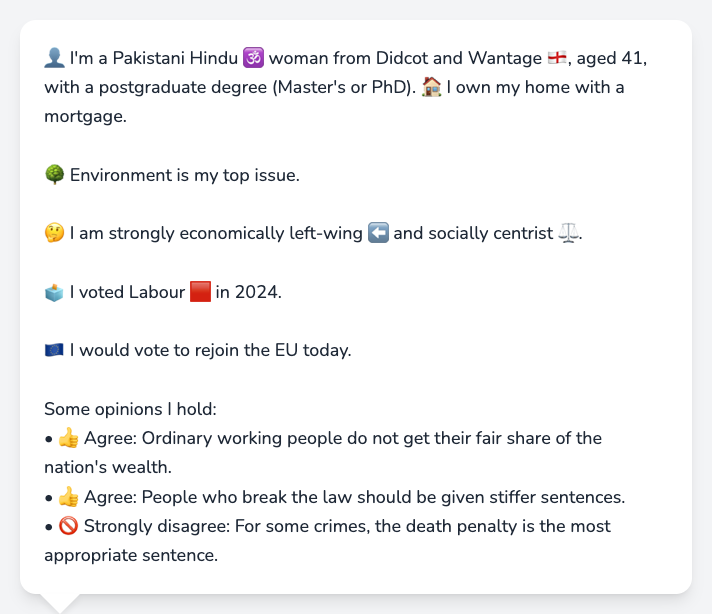 👤 I'm a Pakistani Hindu 🕉️ woman from Didcot and Wantage 🏴󠁧󠁢󠁥󠁮󠁧󠁿, aged 41,
with a postgraduate degree (Master's or PhD). 🏠 I own my home with a
mortgage.
🌳 Environment is my top issue.
🤔 I am strongly economically left-wing ⬅️ and socially centrist ⚖️.
🗳️ I voted Labour 🟥 in 2024.
🇪🇺 I would vote to rejoin the EU today.
Some opinions I hold:
• 👍 Agree: Ordinary working people do not get their fair share of the
nation's wealth.
• 👍 Agree: People who break the law should be given stiffer sentences.
• 🚫 Strongly disagree: For some crimes, the death penalty is the most
appropriate sentence.